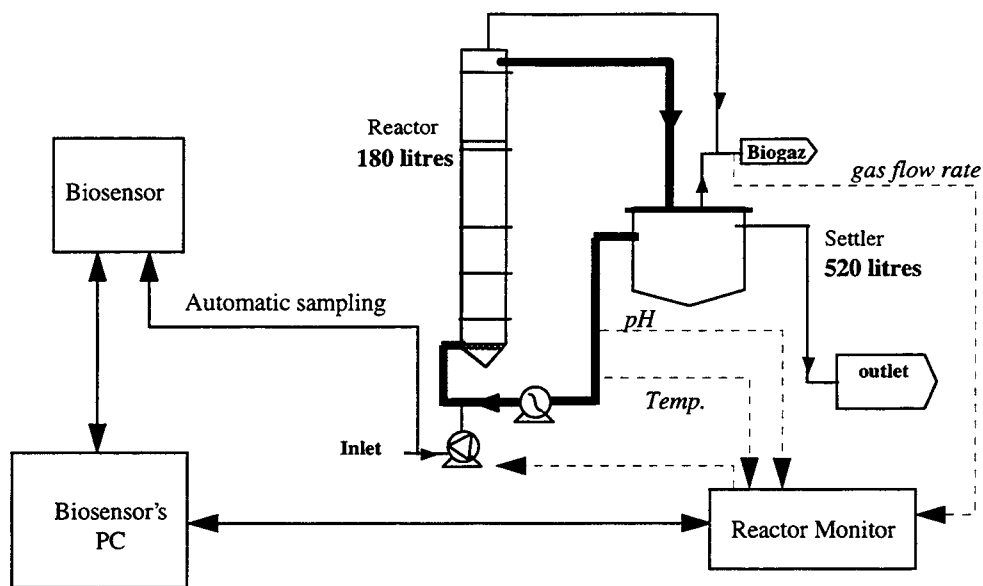 Reactor
180 litres
Biogaz
gas flow rate
Biosensor
Settler
520 litres
Automatic sampling
pH
outlet
Temp.
Inlet
Biosensor's
PC
Reactor Monitor